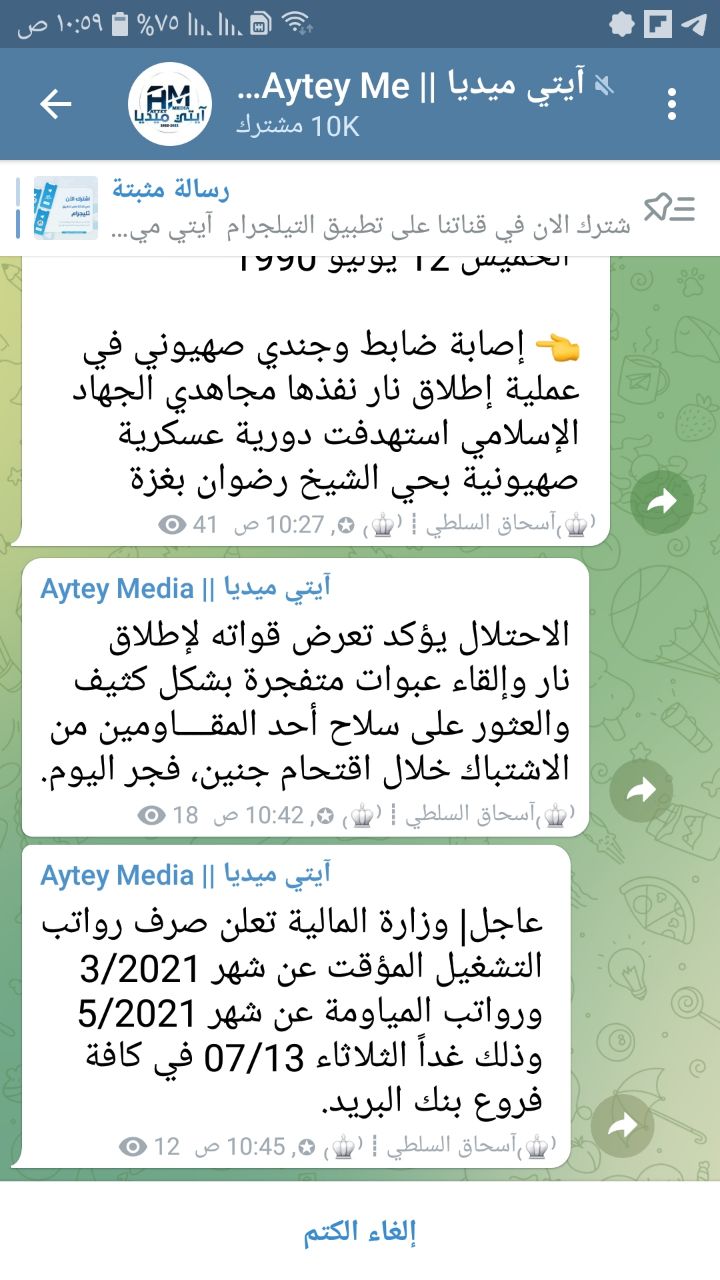 ١٠:٥٩ ص
%٧٥
آيتي ميديا || Aytey Me...
10K مشترك
رسالة مثبتة
شترك الان في قناتنا على تطبيق التيلجرام آيتي مي...
الخميس 12 يونيو 1990
👈 إصابة ضابط وجندي صهيوني في
عملية إطلاق نار نفذها مجاهدي الجهاد
الإسلامي استهدفت دورية عسكرية
صهيونية بحي الشيخ رضوان بغزة
آسحاق السلطي ┊ 10:27 ص 41
آيتي ميديا || Aytey Media
الاحتلال يؤكد تعرض قواته لإطلاق
نار وإلقاء عبوات متفجرة بشكل كثيف
والعثور على سلاح أحد المقـــاومين من
الاشتباك خلال اقتحام جنين، فجر اليوم.
آسحاق السلطي ┊ 10:42 ص 18
آيتي ميديا || Aytey Media
عاجل| وزارة المالية تعلن صرف رواتب
التشغيل المؤقت عن شهر 3/2021
ورواتب المياومة عن شهر 5/2021
وذلك غداً الثلاثاء 07/13 في كافة
فروع بنك البريد.
آسحاق السلطي ┊ 10:45 ص 12
إلغاء الكتم